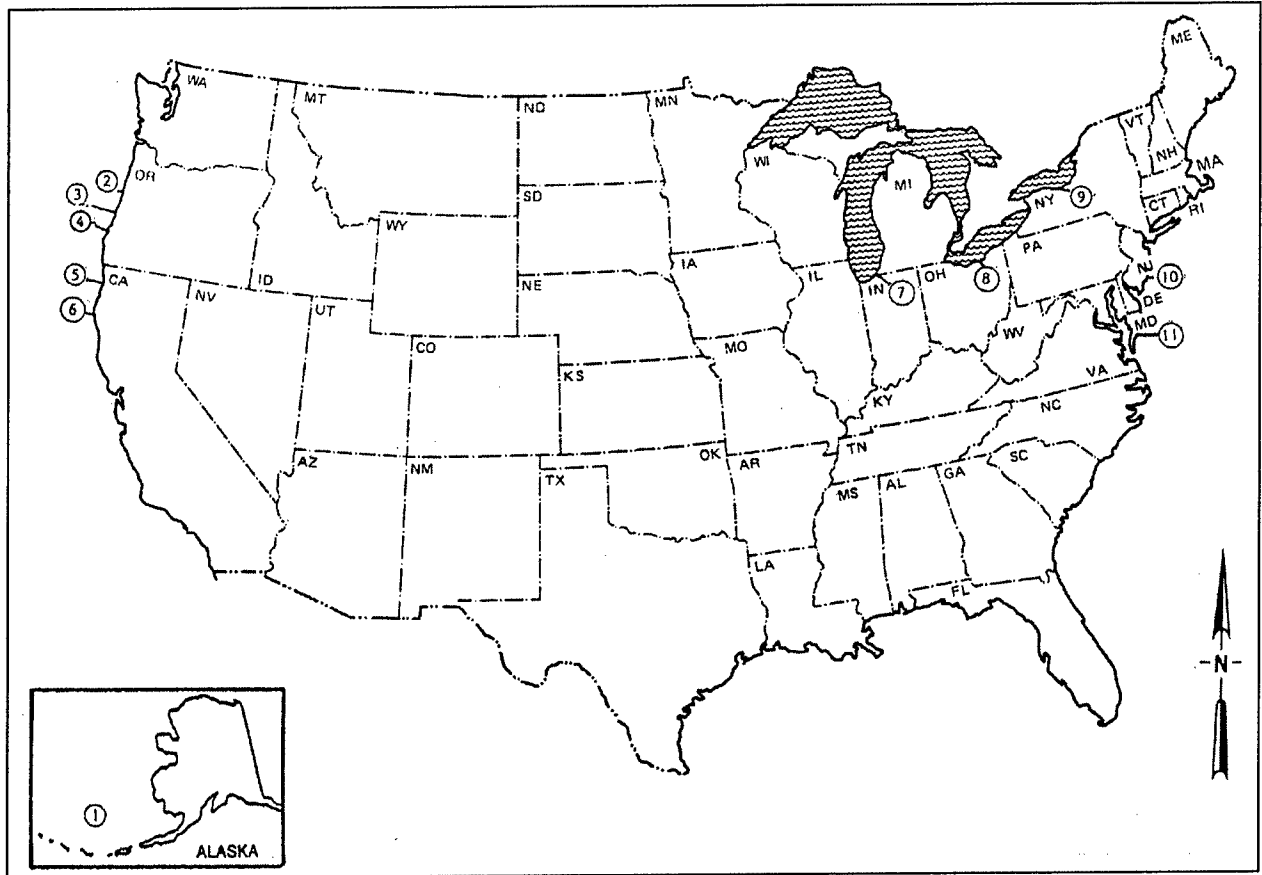 ME
WA
MT
ND
MN
VT
NH
WI
MA
OR
②
MI
③
NY
⑨
CT
RI
SD
④
WY
PA
IA
⑤
CA
IL
IN
OH
⑧
NJ
⑩
NV
ID
NE
⑦
DE
⑥
UT
MD
⑪
WV
CO
MO
KS
VA
KY
NC
OK
TN
AZ
NM
TX
AR
SC
GA
MS
AL
LA
FL
N
①
ALASKA